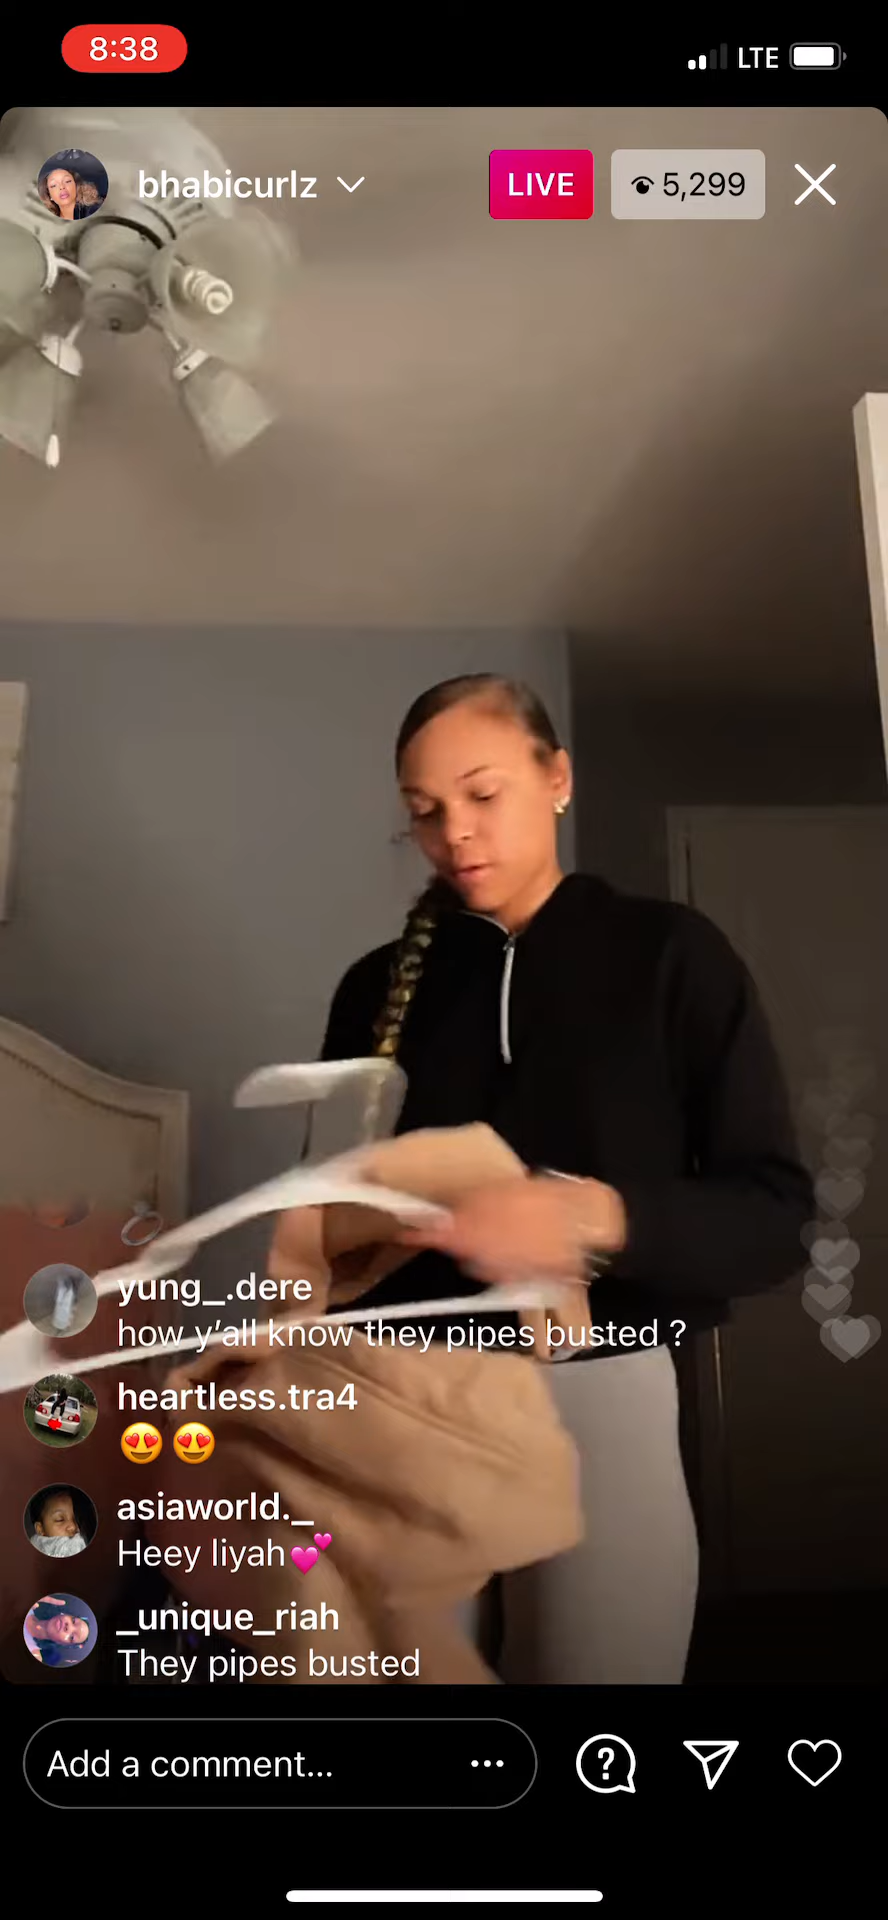 8:38
LTE
bhabicurlz
LIVE
5,299
yung_.dere
how y’all know they pipes busted ?
heartless.tra4
😍 😍
asiaworld._
Heey liyah💕
_unique_riah
They pipes busted
Add a comment...